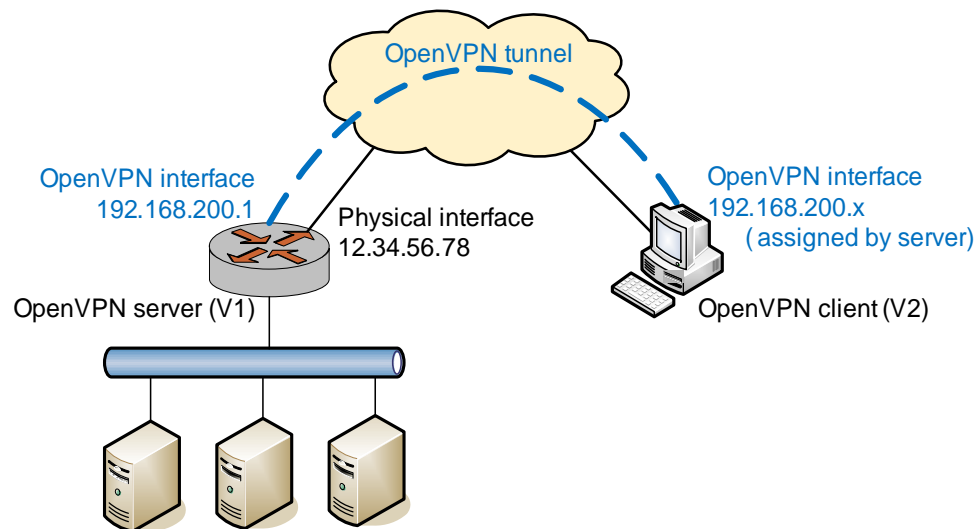 OpenVPN tunnel
OpenVPN interface
192.168.200.1
Physical interface
12.34.56.78
OpenVPN server (V1)
OpenVPN interface
192.168.200.x
( assigned by server)
OpenVPN client (V2)